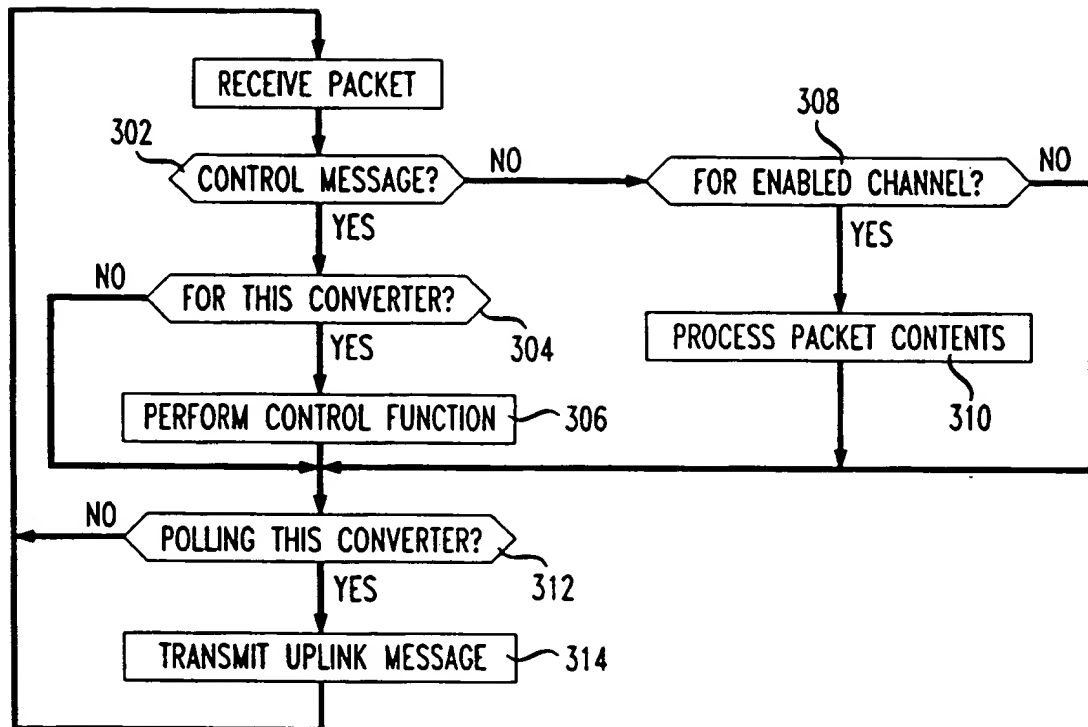 RECEIVE PACKET
302
CONTROL MESSAGE?
NO
308
FOR ENABLED CHANNEL?
NO
YES
YES
NO
FOR THIS CONVERTER?
304
PROCESS PACKET CONTENTS
310
YES
PERFORM CONTROL FUNCTION
306
NO
POLLING THIS CONVERTER?
312
YES
TRANSMIT UPLINK MESSAGE
314